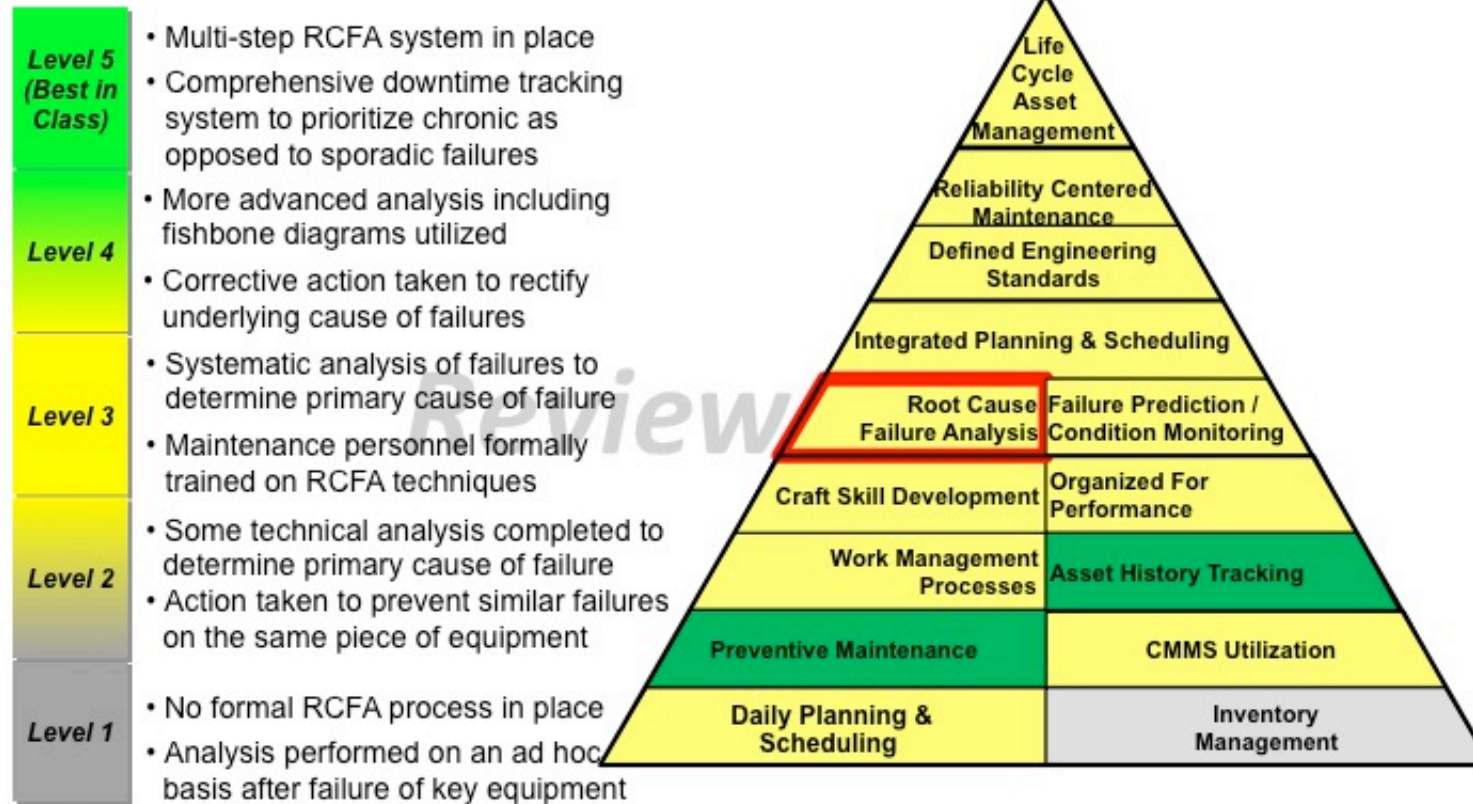 Level 5
(Best in
Class)
• Multi-step RCFA system in place
• Comprehensive downtime tracking
system to prioritize chronic as
opposed to sporadic failures
Level 4
• More advanced analysis including
fishbone diagrams utilized
• Corrective action taken to rectify
underlying cause of failures
Level 3
• Systematic analysis of failures to
determine primary cause of failure
• Maintenance personnel formally
trained on RCFA techniques
Level 2
• Some technical analysis completed to
determine primary cause of failure
• Action taken to prevent similar failures
on the same piece of equipment
Level 1
• No formal RCFA process in place
• Analysis performed on an ad hoc
basis after failure of key equipment
Review
Life
Cycle
Asset
Management
Reliability Centered
Maintenance
Defined Engineering
Standards
Integrated Planning & Scheduling
Root Cause
Failure Analysis
Failure Prediction /
Condition Monitoring
Craft Skill Development
Organized For
Performance
Work Management
Processes
Asset History Tracking
Preventive Maintenance
CMMS Utilization
Daily Planning &
Scheduling
Inventory
Management